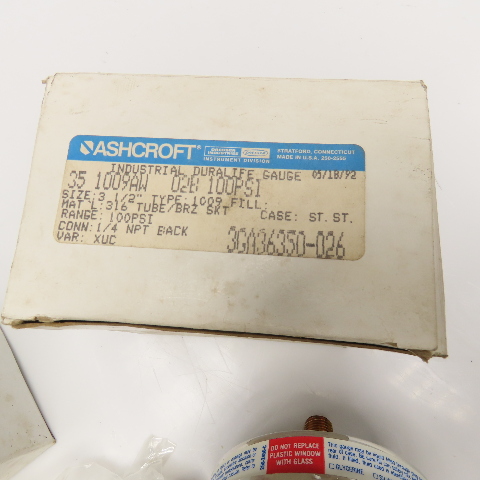 ASHCROFT®
INSTRUMENT DIVISION
STRATFORD, CONNECTICUT
MADE IN U.S.A.
INDUSTRIAL DURALIFE GAUGE 05/18/92
35 1009AW 02B 100PSI
SIZE:3 1/2" TYPE:1009 FILL:
MAT'L:316 TUBE/BRZ SKT CASE: ST.ST.
RANGE: 100PSI
CONN:1/4 NPT BACK
VAR: XUC
3GA36350-026
DO NOT REPLACE
PLASTIC WINDOW
WITH GLASS